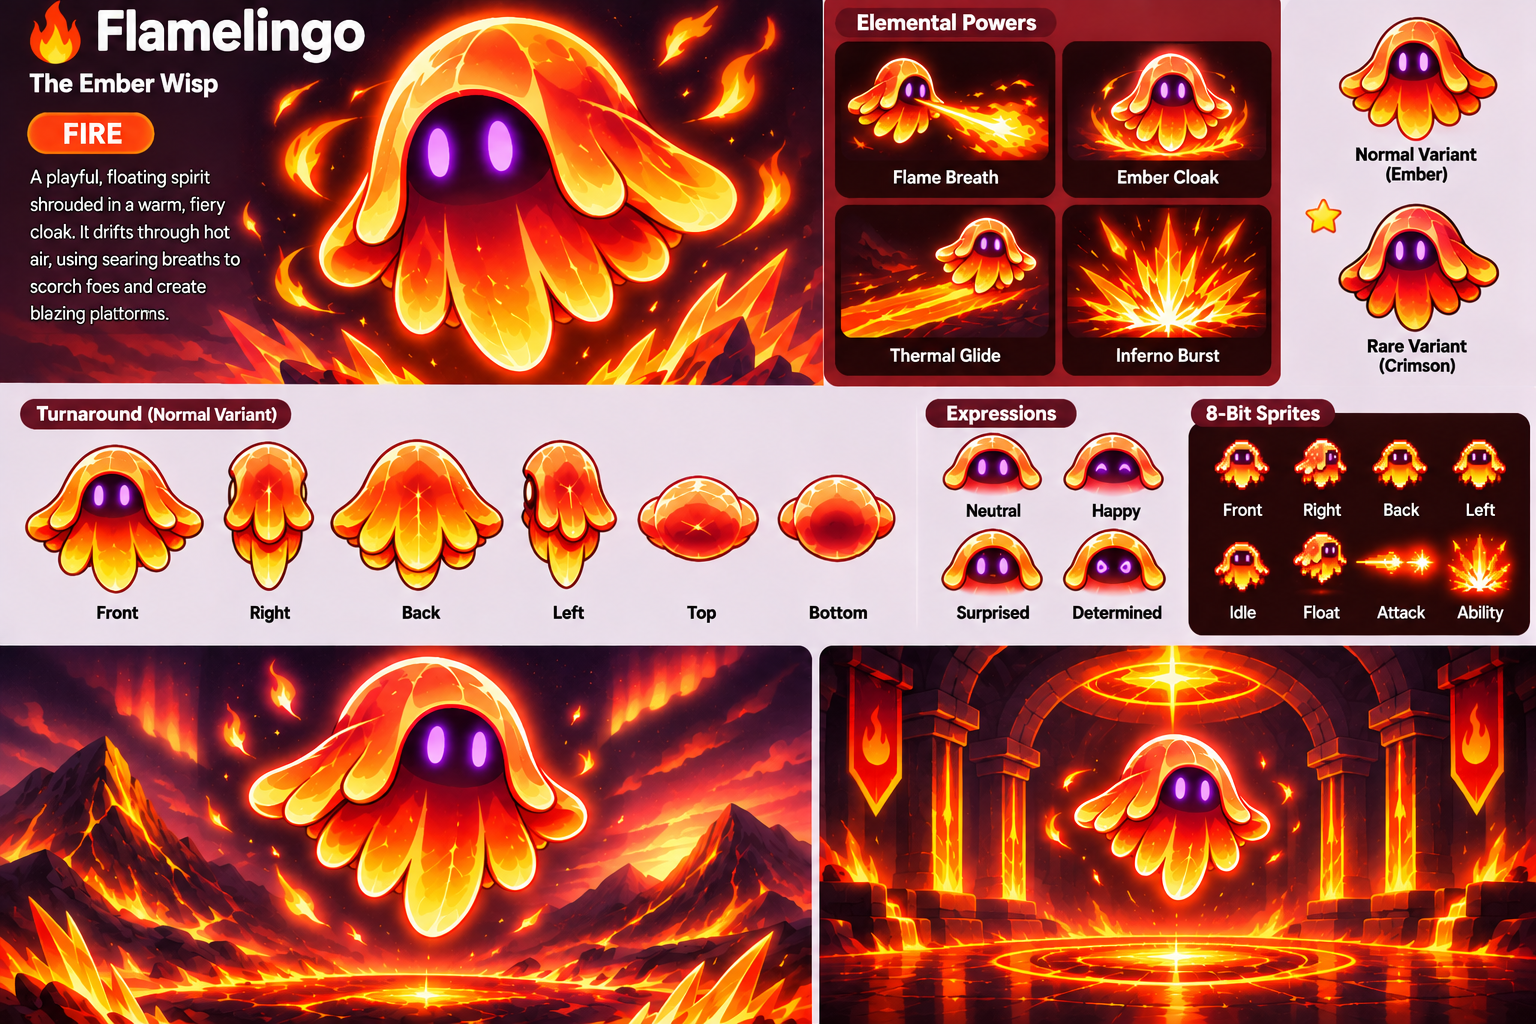 Flamelingo
The Ember Wisp
FIRE
A playful, floating spirit
shrouded in a warm, fiery
cloak. It drifts through hot
air, using searing breaths to
scorch foes and create
blazing platforms.
Elemental Powers
Flame Breath
Ember Cloak
Thermal Glide
Inferno Burst
Normal Variant
(Ember)
Rare Variant
(Crimson)
Turnaround (Normal Variant)
Front
Right
Back
Left
Top
Bottom
Expressions
Neutral
Happy
Surprised
Determined
8-Bit Sprites
Front
Right
Back
Left
Idle
Float
Attack
Ability